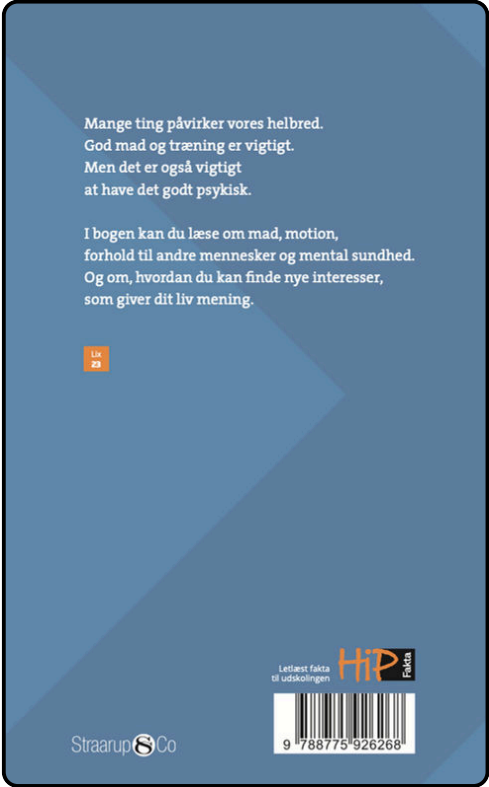 Mange ting påvirker vores helbred.
God mad og træning er vigtigt.
Men det er også vigtigt
at have det godt psykisk.
I bogen kan du læse om mad, motion,
forhold til andre mennesker og mental sundhed.
Og om, hvordan du kan finde nye interesser,
som giver dit liv mening.
Lix
23
Letlæst fakta
til udskolingen
HiP
Fakta
Straarup&Co
9 788775 926268